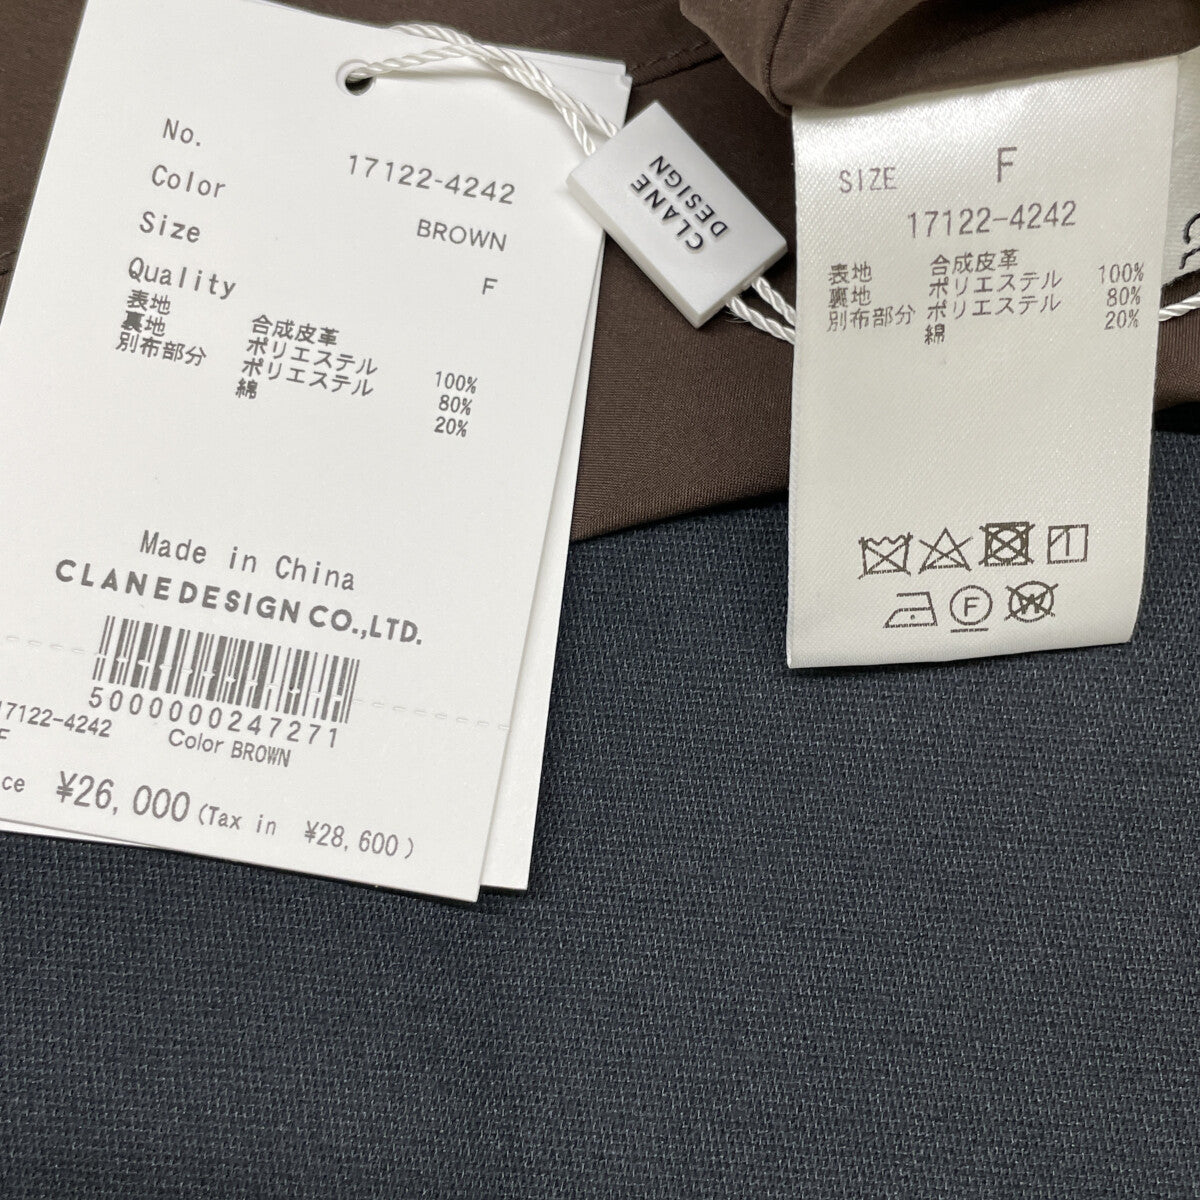 No. 17122-4242
Color BROWN
Size F
Quality
表地 合成皮革
裏地 ポリエステル 100%
別布部分 ポリエステル 80%
綿 20%
Made in China
CLANE DESIGN CO.,LTD.
5000000247271
17122-4242 Color BROWN
F
ce ¥26,000 (Tax in ¥28,600)
CLANE
DESIGN
SIZE F
17122-4242
表地 合成皮革
裏地 ポリエステル 100%
別布部分 ポリエステル 80%
綿 20%
F
W